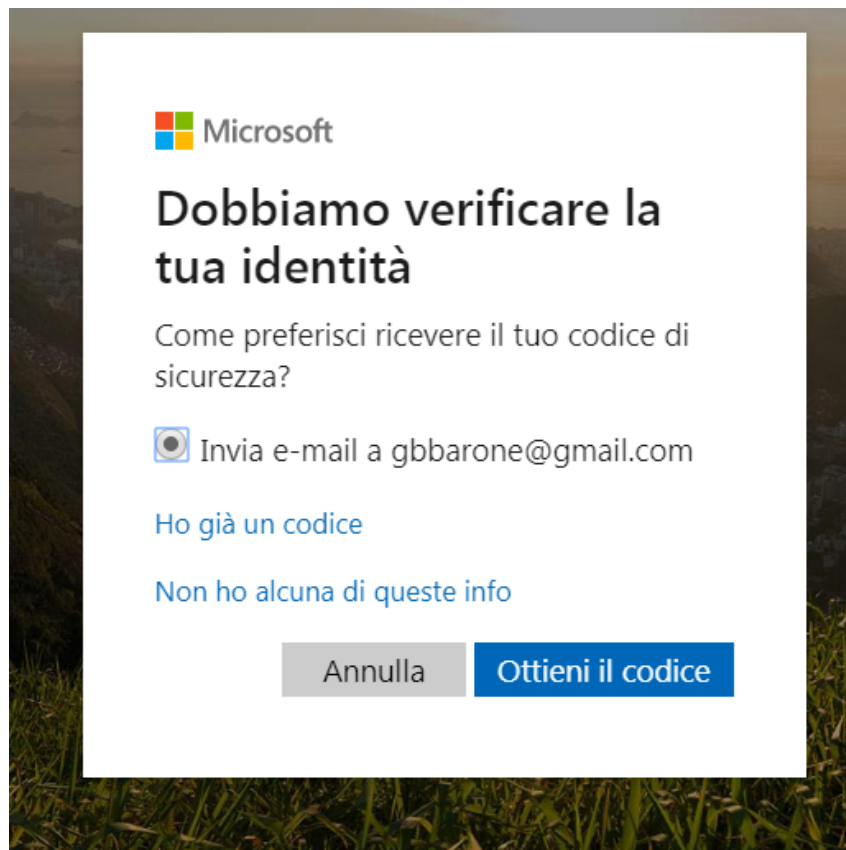 Microsoft
Dobbiamo verificare la
tua identità
Come preferisci ricevere il tuo codice di
sicurezza?
Invia e-mail a gbbarone@gmail.com
Ho già un codice
Non ho alcuna di queste info
Annulla Ottieni il codice